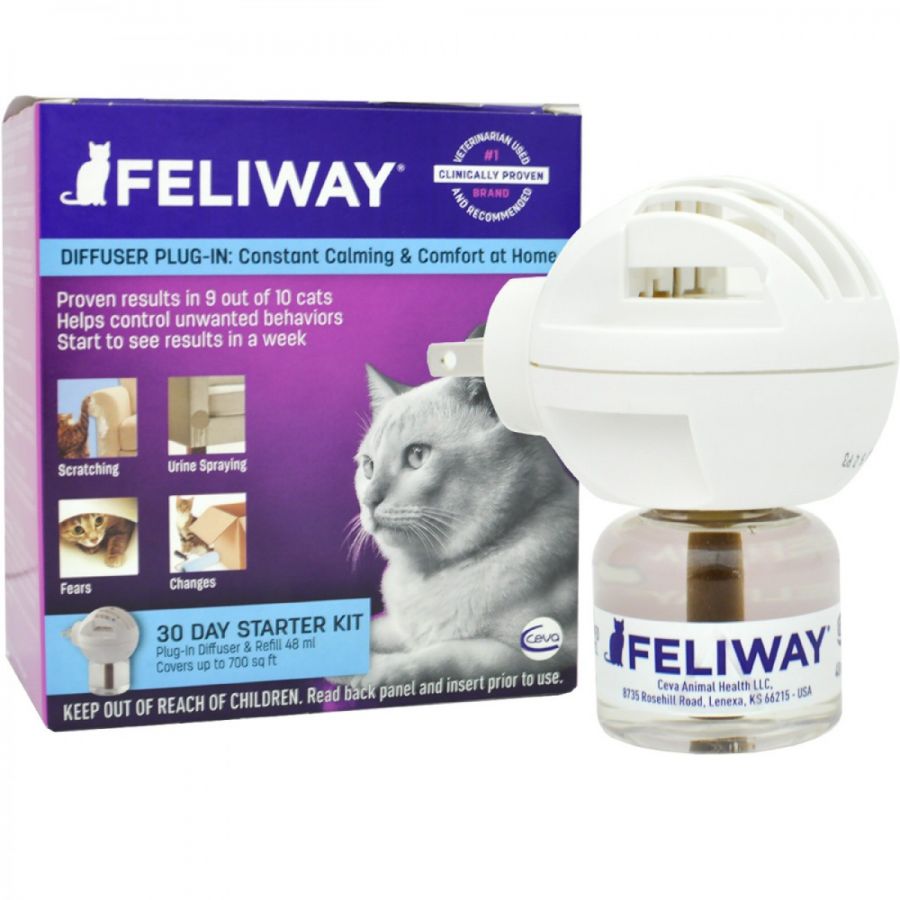 FELIWAY®
VETERINARIAN USED
#1
CLINICALLY PROVEN
BRAND
AND RECOMMENDED
DIFFUSER PLUG-IN: Constant Calming & Comfort at Home
Proven results in 9 out of 10 cats
Helps control unwanted behaviors
Start to see results in a week
Scratching
Urine Spraying
Fears
Changes
30 DAY STARTER KIT
Plug-In Diffuser & Refill 48 ml
Covers up to 700 sq ft
Ceva
KEEP OUT OF REACH OF CHILDREN. Read back panel and insert prior to use.
FELIWAY®
Ceva Animal Health LLC,
8735 Rosehill Road, Lenexa, KS 66215 - USA